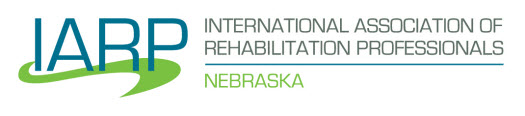 IARP
INTERNATIONAL ASSOCIATION OF
REHABILITATION PROFESSIONALS
NEBRASKA